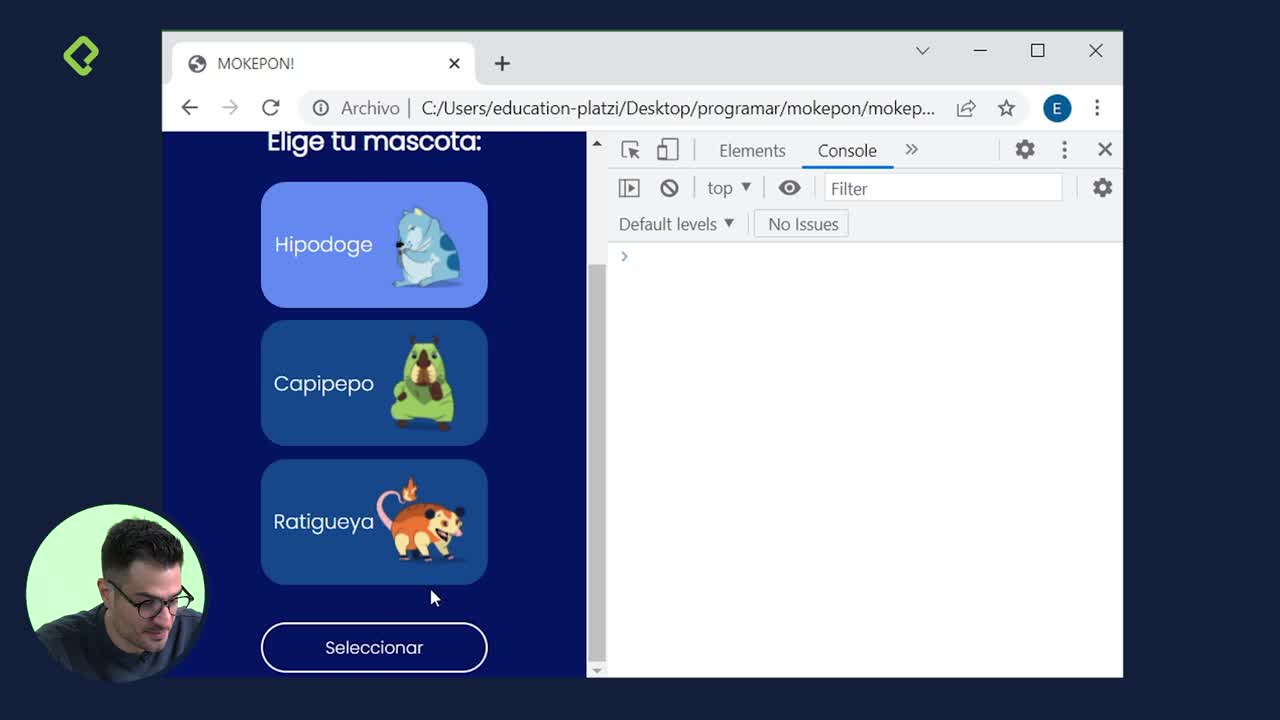 MOKEPON!
Archivo | C:/Users/education-platzi/Desktop/programar/mokepon/mokep...
E
Elige tu mascota:
Hipodoge
Capipepo
Ratigueya
Seleccionar
Elements
Console
top
Filter
Default levels
No Issues